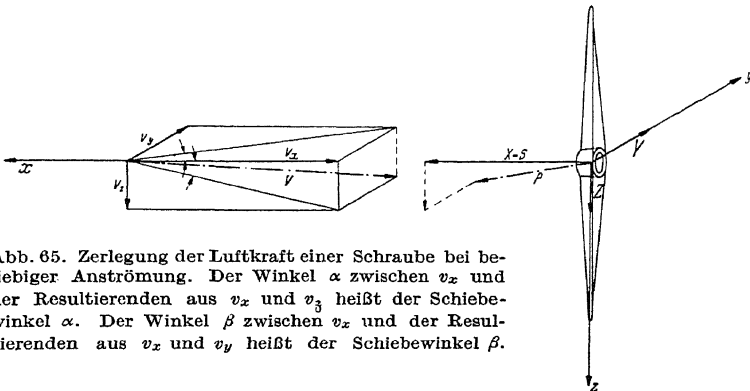 y
v_y
v_x
X=S
Y
x
V
v_z
P
Z
Abb. 65. Zerlegung der Luftkraft einer Schraube bei be-
iebiger Anströmung. Der Winkel α zwischen v_x und
er Resultierenden aus v_x und v_z heißt der Schiebe-
winkel α. Der Winkel β zwischen v_x und der Resul-
ierenden aus v_x und v_y heißt der Schiebewinkel β.
z